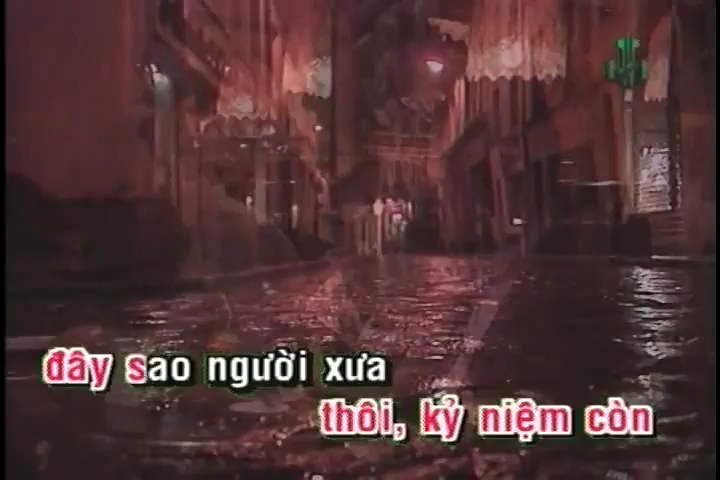 đây sao người xưa
thôi, kỷ niệm còn